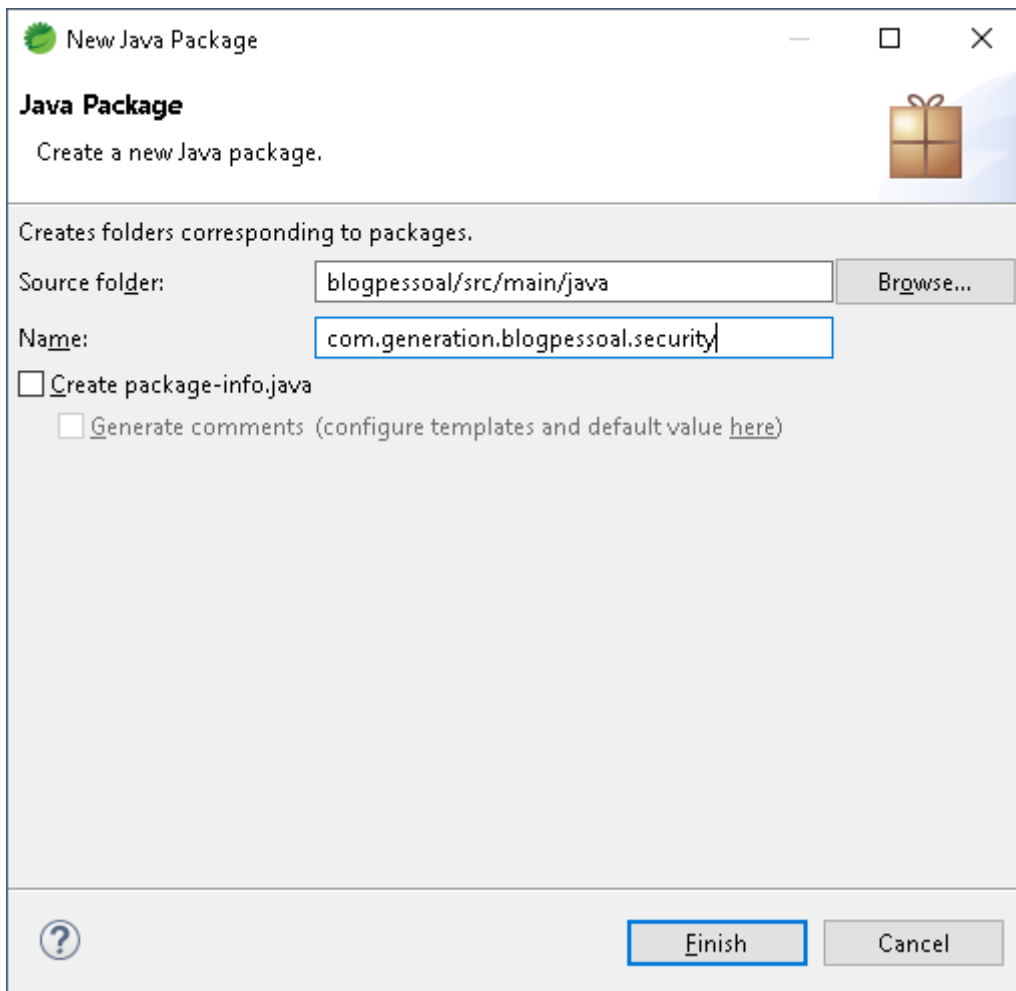 New Java Package
Java Package
Create a new Java package.
Creates folders corresponding to packages.
Source folder: blogpessoal/src/main/java Browse...
Name: com.generation.blogpessoal.security
Create package-info.java
Generate comments (configure templates and default value here)
? Finish Cancel